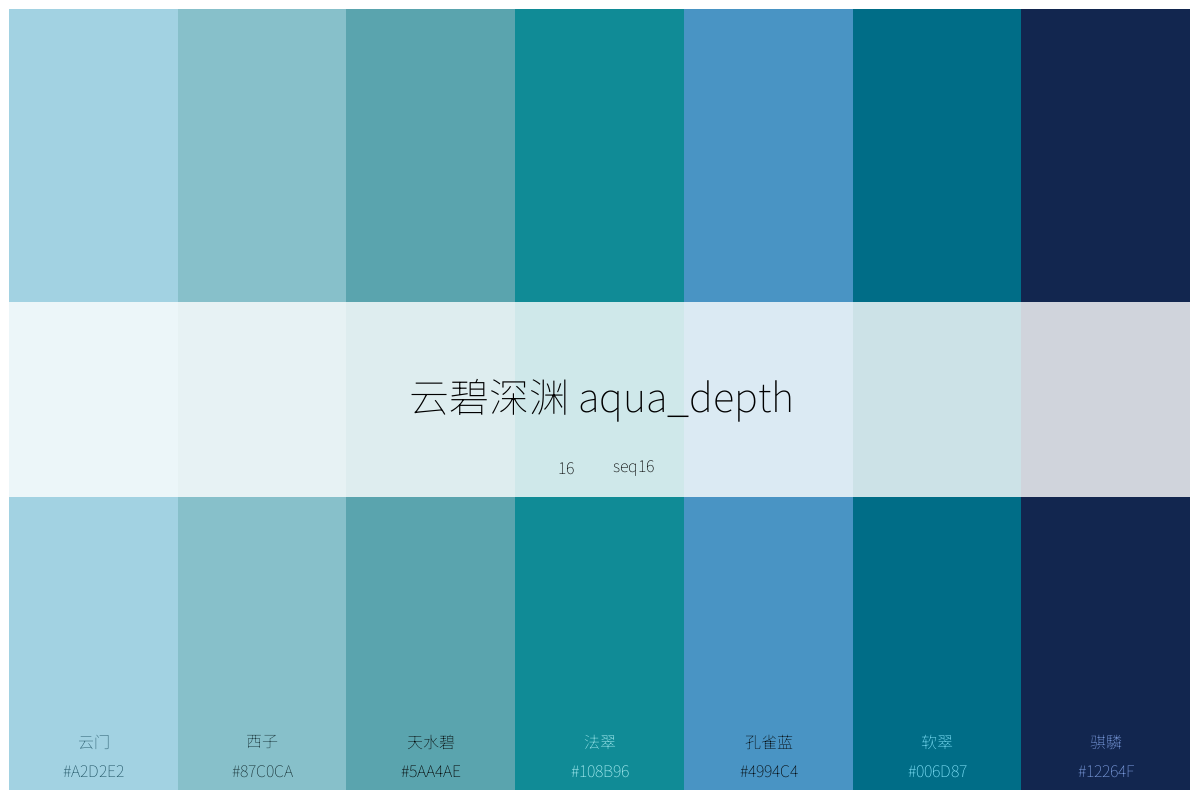 云碧深渊 aqua_depth
16 seq16
云门 西子 天水碧 法翠 孔雀蓝 软翠 骐驎
#A2D2E2 #87C0CA #5AA4AE #108B96 #4994C4 #006D87 #12264F